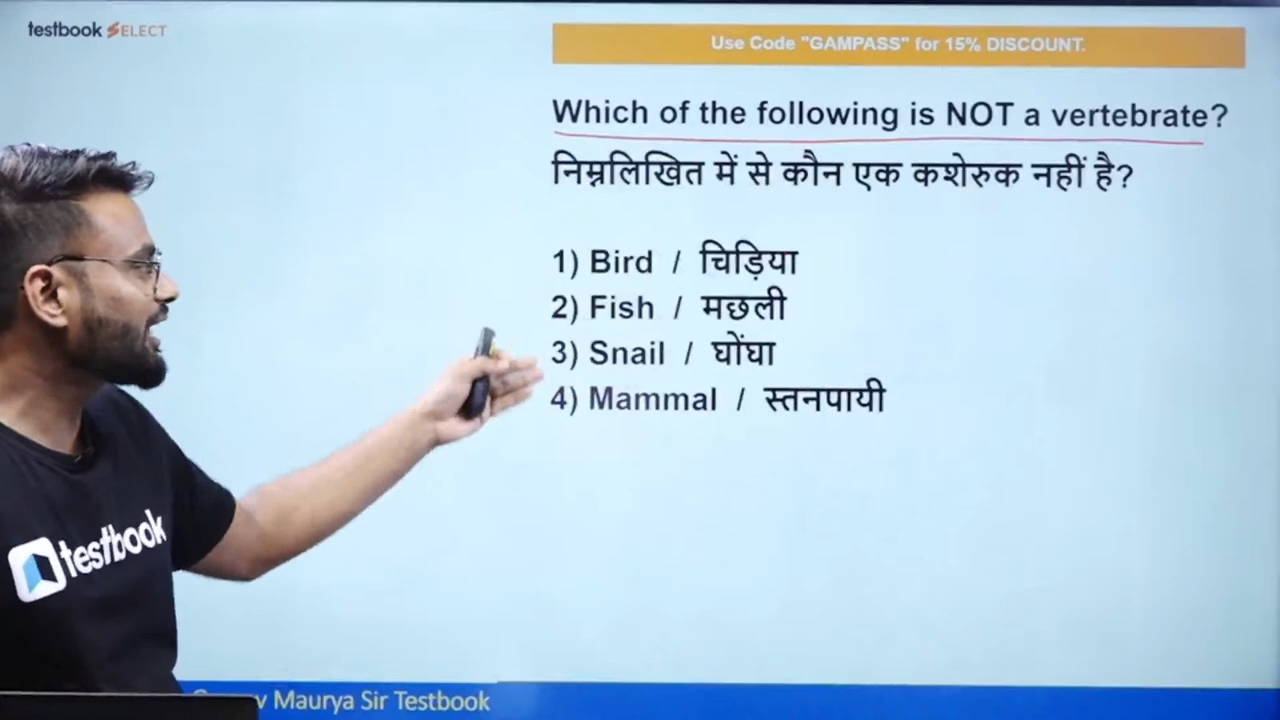 testbook SELECT
Use Code "GAMPASS" for 15% DISCOUNT.
Which of the following is NOT a vertebrate?
निम्नलिखित में से कौन एक कशेरुक नहीं है?
1) Bird / चिड़िया
2) Fish / मछली
3) Snail / घोंघा
4) Mammal / स्तनपायी
testbook
Maurya Sir Testbook